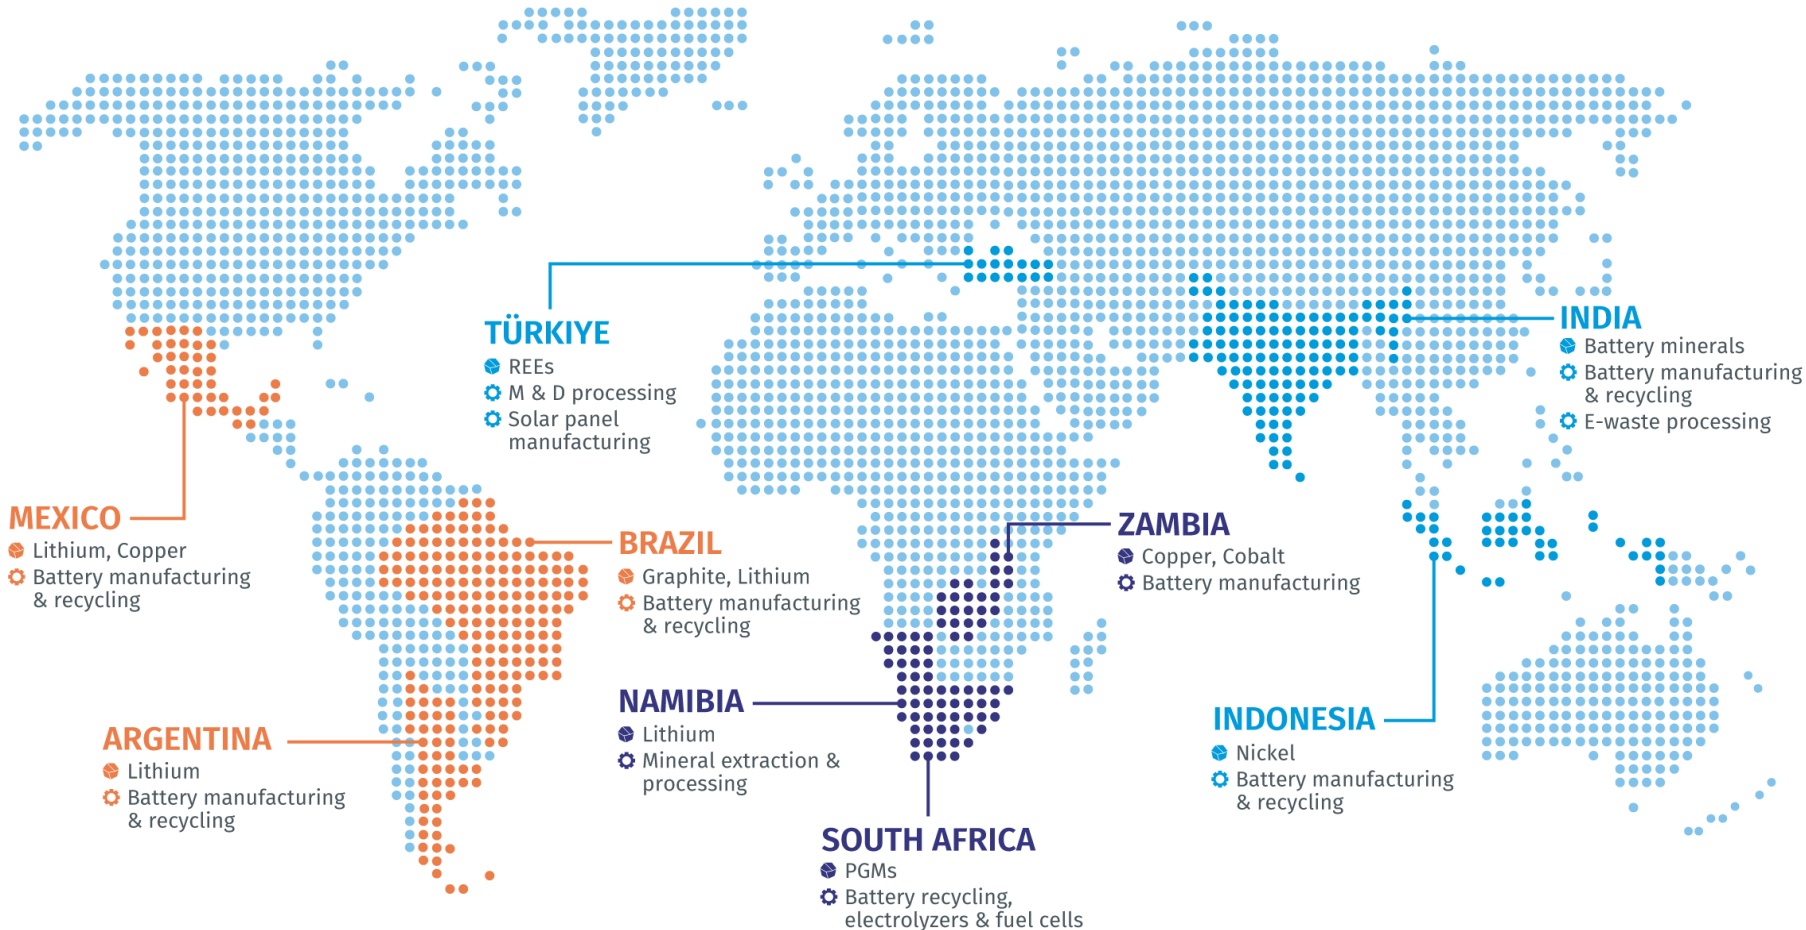 TÜRKIYE
REEs
M & D processing
Solar panel
manufacturing
INDIA
Battery minerals
Battery manufacturing
& recycling
E-waste processing
MEXICO
Lithium, Copper
Battery manufacturing
& recycling
BRAZIL
Graphite, Lithium
Battery manufacturing
& recycling
ZAMBIA
Copper, Cobalt
Battery manufacturing
NAMIBIA
Lithium
Mineral extraction &
processing
INDONESIA
Nickel
Battery manufacturing
& recycling
ARGENTINA
Lithium
Battery manufacturing
& recycling
SOUTH AFRICA
PGMs
Battery recycling,
electrolyzers & fuel cells